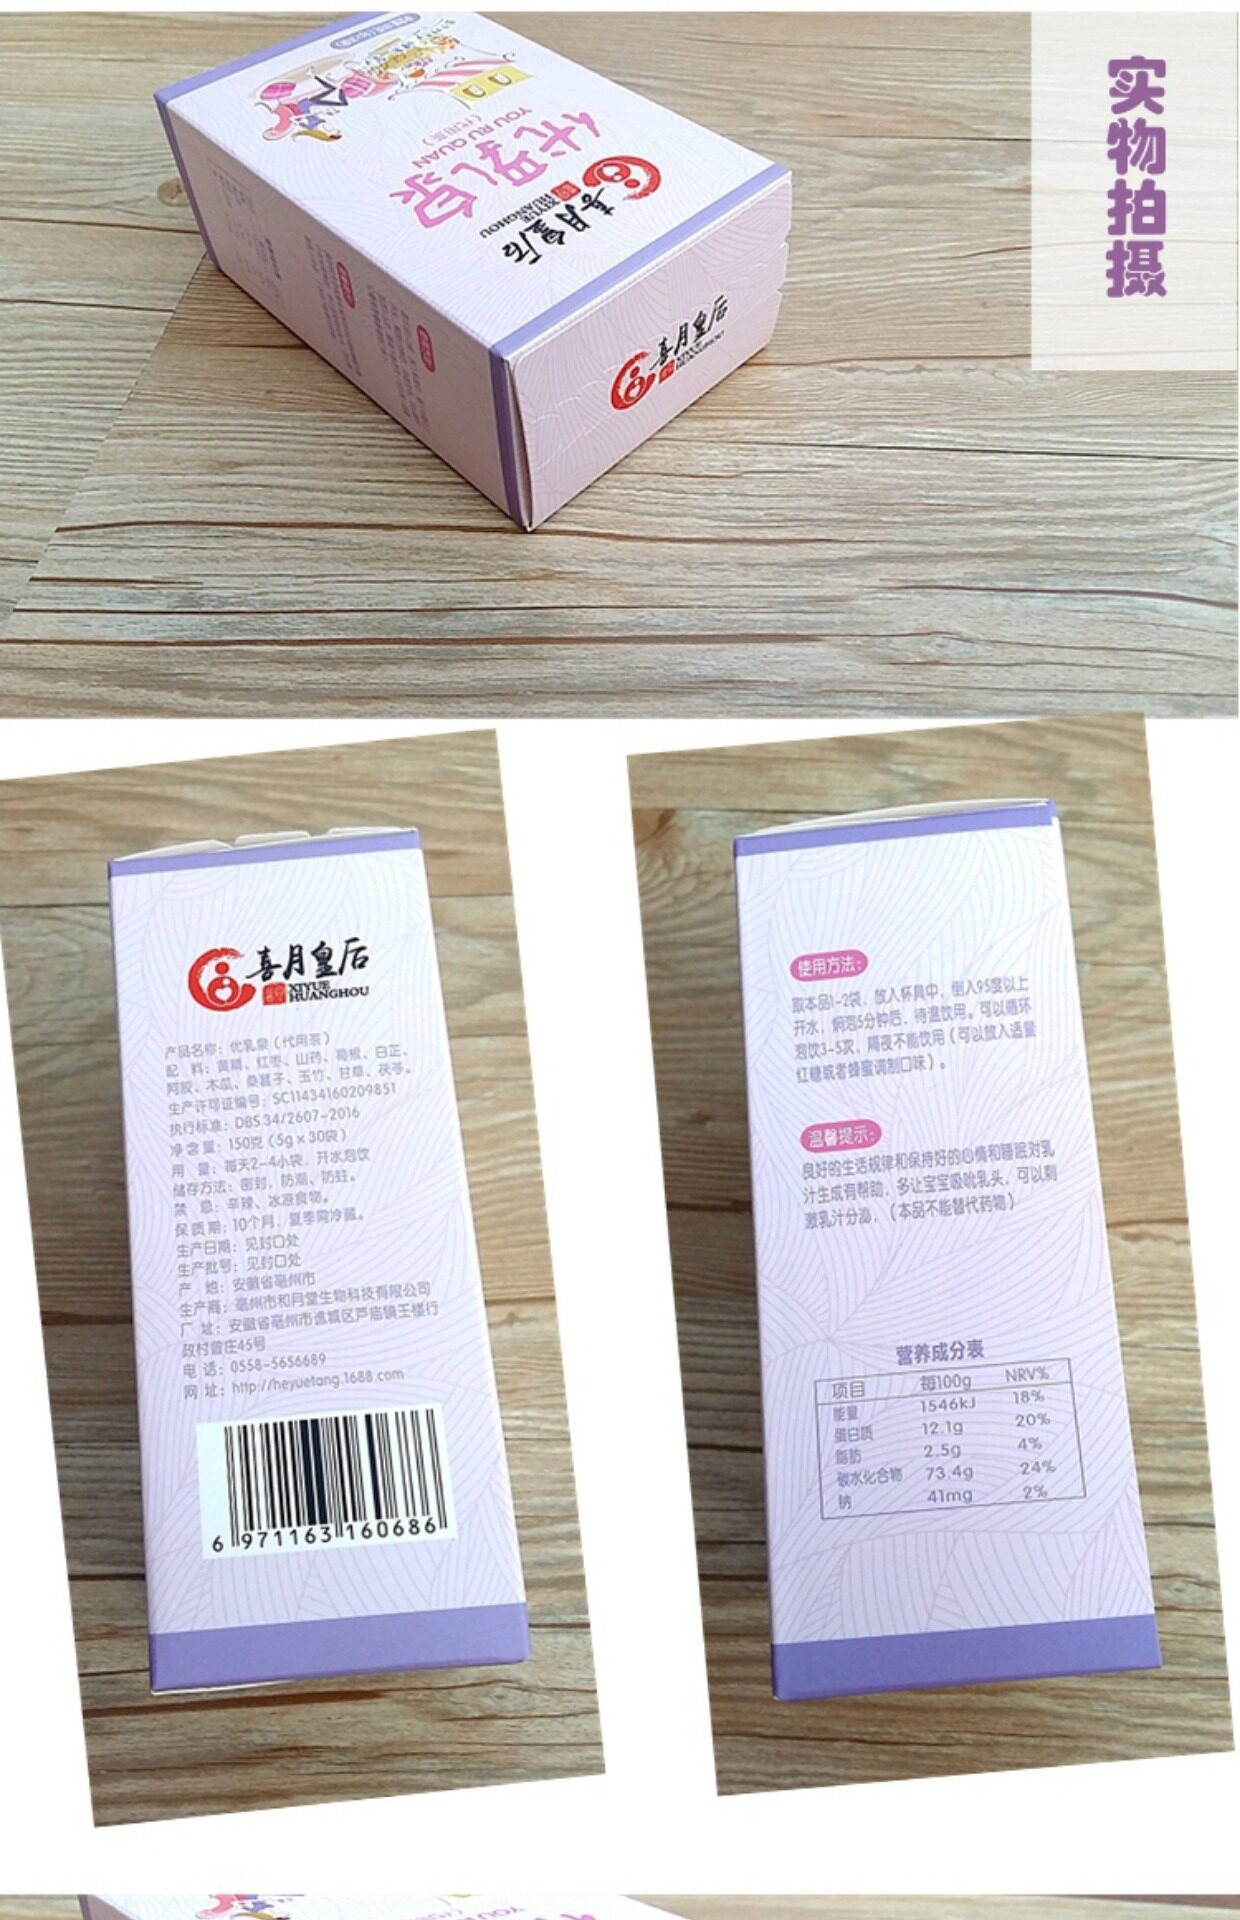 实物拍摄
优乳泉
YOU RU QUAN
(代用茶)
喜月皇后
XIYUE
HUANGHOU
喜月皇后
XIYUE
HUANGHOU
喜月皇后
XIYUE
HUANGHOU
产品名称：优乳泉（代用茶）
配 料：黄精、红枣、山药、葛根、白芷、
阿胶、木瓜、桑葚子、玉竹、甘草、茯苓。
生产许可证编号：SC11434160209851
执行标准：DBS 34/2607-2016
净 含 量：150克（5g×30袋）
用 量：每天2-4小袋，开水泡饮
储存方法：密封，防潮、防蛀。
禁 忌：辛辣、冰凉食物。
保 质 期：10个月，夏季需冷藏。
生产日期：见封口处
生产批号：见封口处
产 地：安徽省亳州市
生产商：亳州市和月堂生物科技有限公司
厂 址：安徽省亳州市谯城区芦庙镇王楼行
政村曾庄45号
电 话：0558-5656689
网 址：http://heyuetang.1688.com
6 971163 160686
使用方法：
取本品1-2袋，放入杯具中，倒入95度以上
开水，焖泡5分钟后，待温饮用。可以循环
泡饮3-5次，隔夜不能饮用（可以放入适量
红糖或者蜂蜜调制口味）。
温馨提示：
良好的生活规律和保持好的心情和睡眠对乳
汁生成有帮助，多让宝宝吸吮乳头，可以刺
激乳汁分泌，（本品不能替代药物）
营养成分表
项目 每100g NRV%
能量 1546kJ 18%
蛋白质 12.1g 20%
脂肪 2.5g 4%
碳水化合物 73.4g 24%
钠 41mg 2%